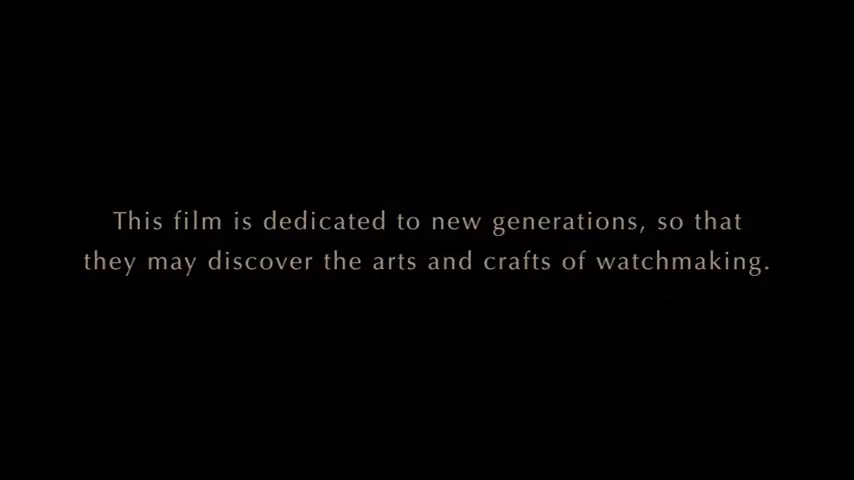 This film is dedicated to new generations, so that
they may discover the arts and crafts of watchmaking.